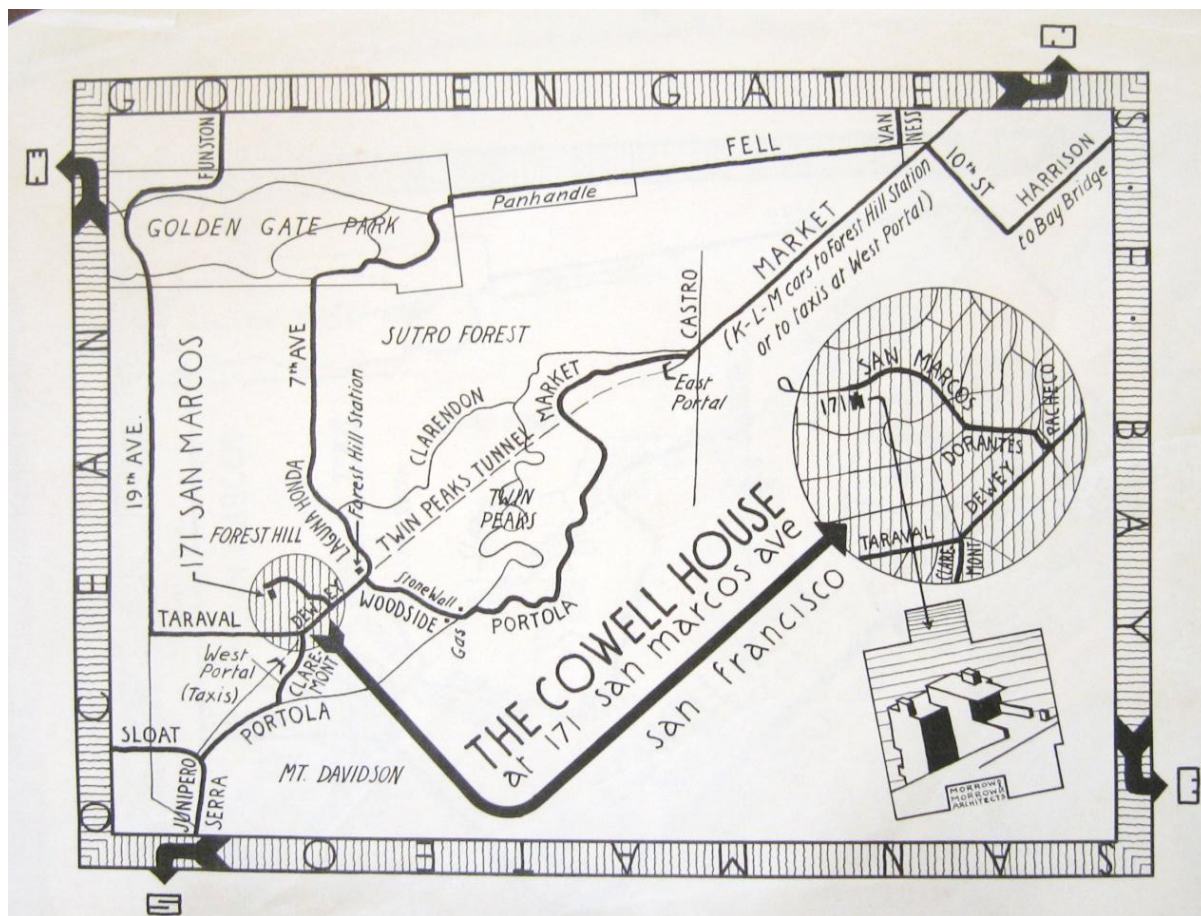 GOLDEN GATE
S.F. BAY
SAN MATEO
OCEAN
FUNSTON
GOLDEN GATE PARK
Panhandle
FELL
VAN
NESS
10TH ST
HARRISON
to Bay Bridge
MARKET
(K-L-M cars to Forest Hill Station
or to taxis at West Portal)
CASTRO
East
Portal
SUTRO FOREST
7TH AVE
19TH AVE.
171 SAN MARCOS
FOREST HILL
LAGUNA HONDA
Forest Hill Station
CLARENDON
MARKET
TWIN PEAKS TUNNEL
TWIN
PEAKS
TARAVAL
DEWEY
WOODSIDE
Stone Wall
Gas
PORTOLA
West
Portal
(Taxis)
CLARE-
MONT
PORTOLA
SLOAT
JUNIPERO
SERRA
MT. DAVIDSON
THE COWELL HOUSE
at 171 san marcos ave
san francisco
SAN MARCOS
171
DORANTES
PACHECO
DEWEY
TARAVAL
CLARE
MONT
MORROW &
MORROW
ARCHITECTS